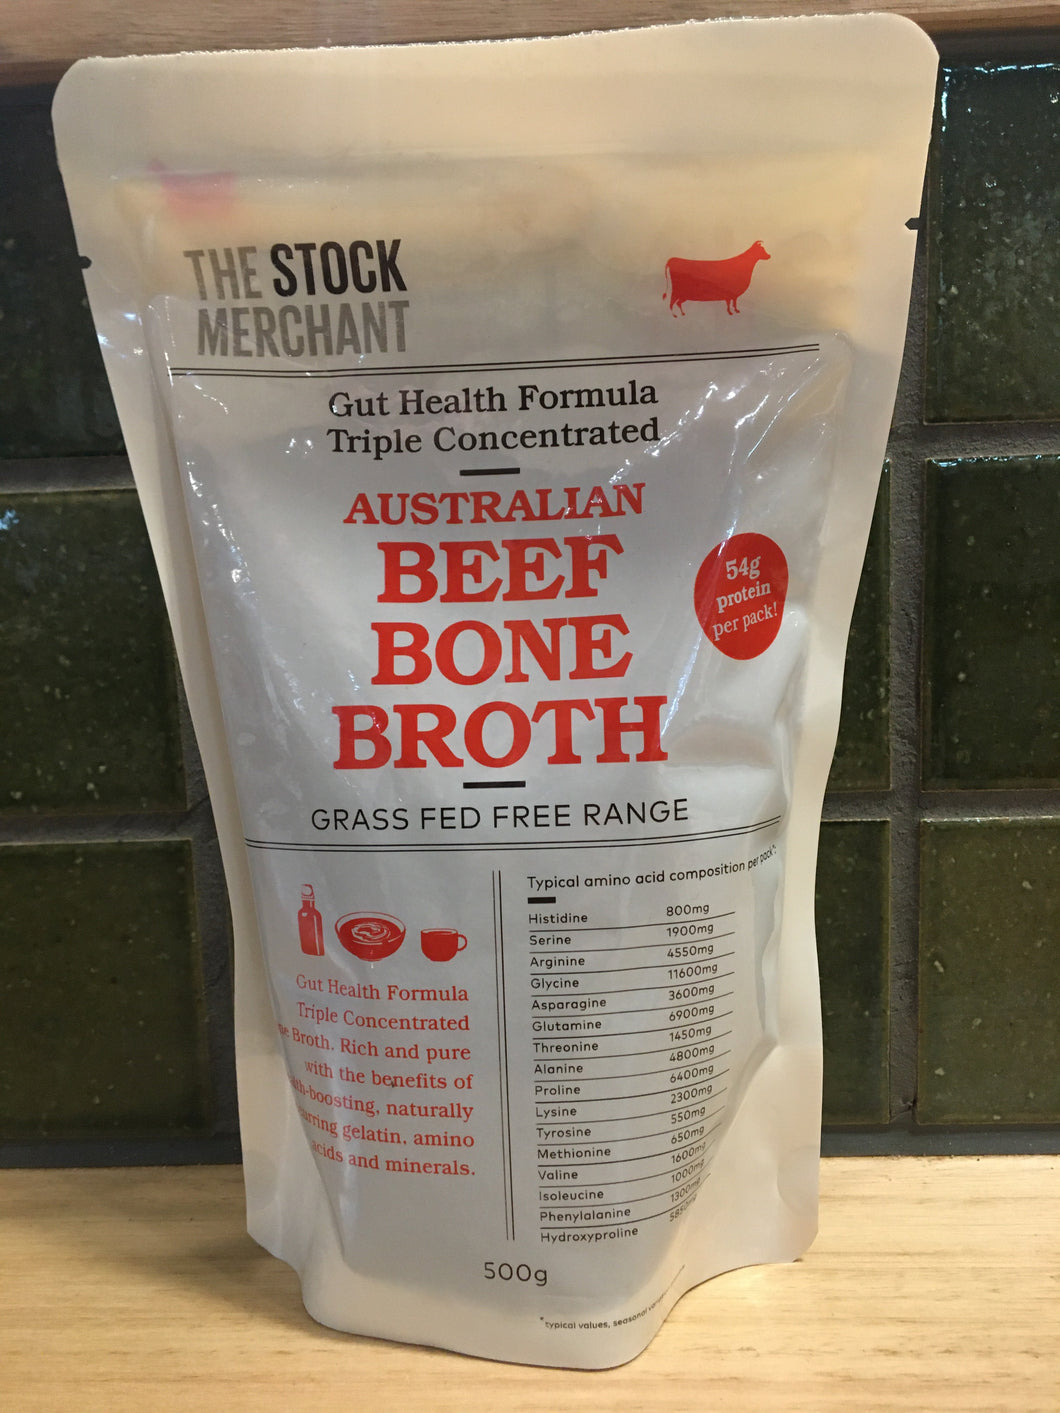 THE STOCK
MERCHANT
Gut Health Formula
Triple Concentrated
AUSTRALIAN
BEEF
BONE
BROTH
54g
protein
per pack!
GRASS FED FREE RANGE
Gut Health Formula
Triple Concentrated
Broth. Rich and pure
with the benefits of
naturally
gelatin, amino
and minerals.
Typical amino acid composition per pack*:
Histidine 800mg
Serine 1900mg
Arginine 4550mg
Glycine 11600mg
Asparagine 3600mg
Glutamine 6900mg
Threonine 1450mg
Alanine 4800mg
Proline 6400mg
Lysine 2300mg
Tyrosine 550mg
Methionine 650mg
Valine 1600mg
Isoleucine 1000mg
Phenylalanine 1300mg
Hydroxyproline
500g
*typical values, seasonal